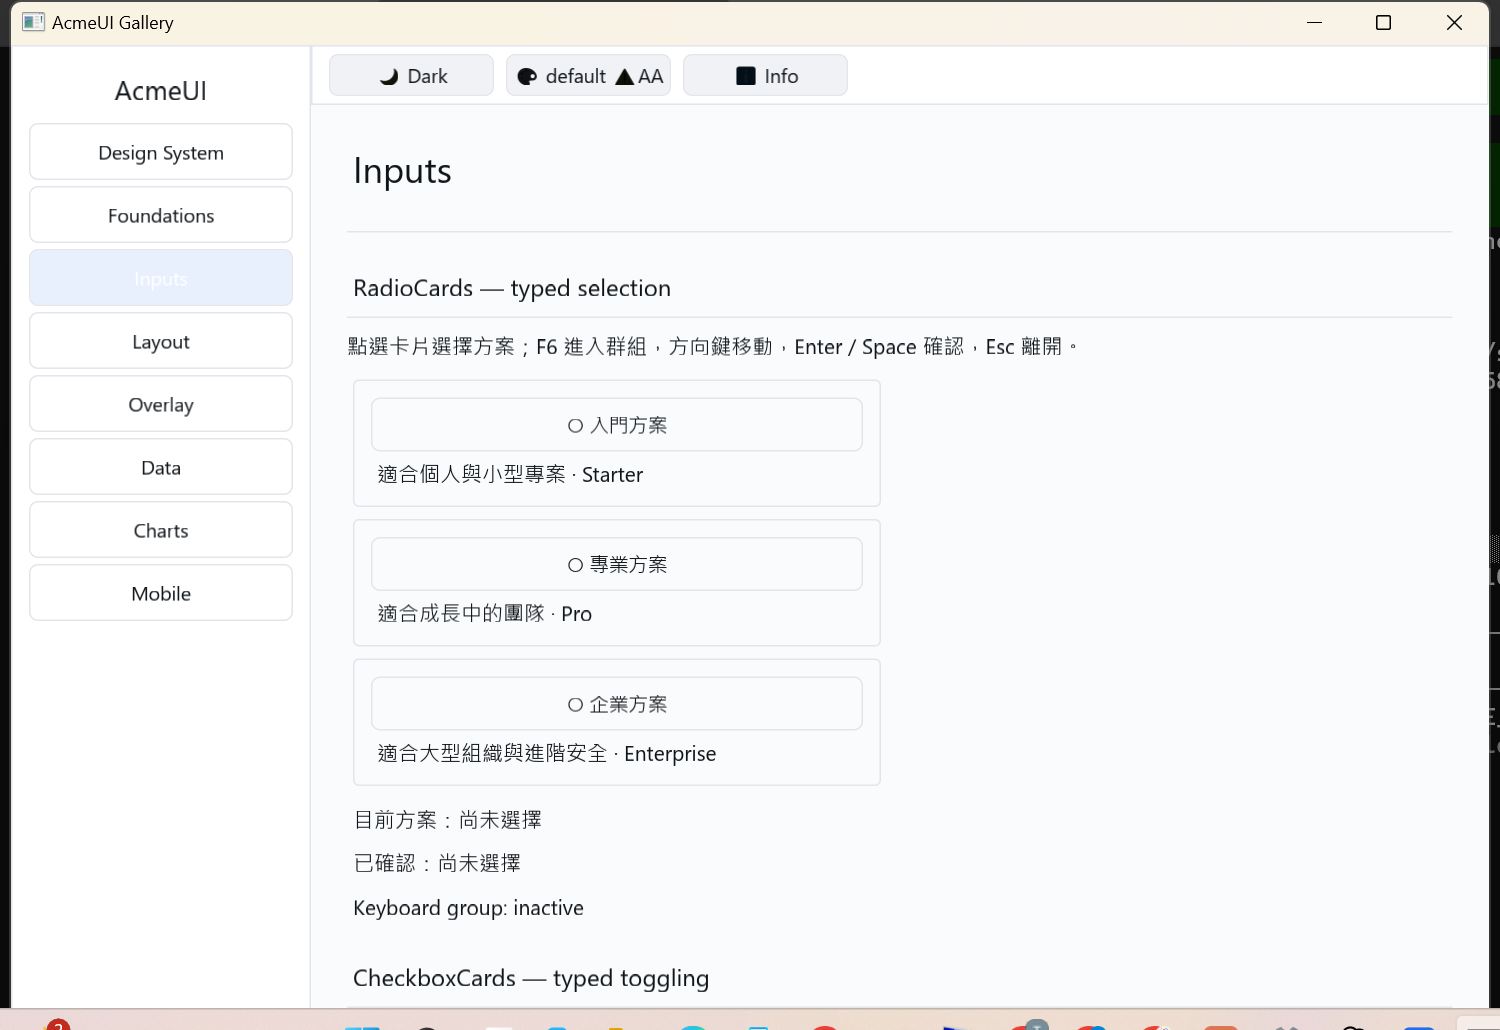 AcmeUI Gallery
AcmeUI
Design System
Foundations
Inputs
Layout
Overlay
Data
Charts
Mobile
Dark
default ▲AA
Info
Inputs
RadioCards — typed selection
點選卡片選擇方案；F6 進入群組，方向鍵移動，Enter / Space 確認，Esc 離開。
○ 入門方案
適合個人與小型專案 · Starter
○ 專業方案
適合成長中的團隊 · Pro
○ 企業方案
適合大型組織與進階安全 · Enterprise
目前方案：尚未選擇
已確認：尚未選擇
Keyboard group: inactive
CheckboxCards — typed toggling